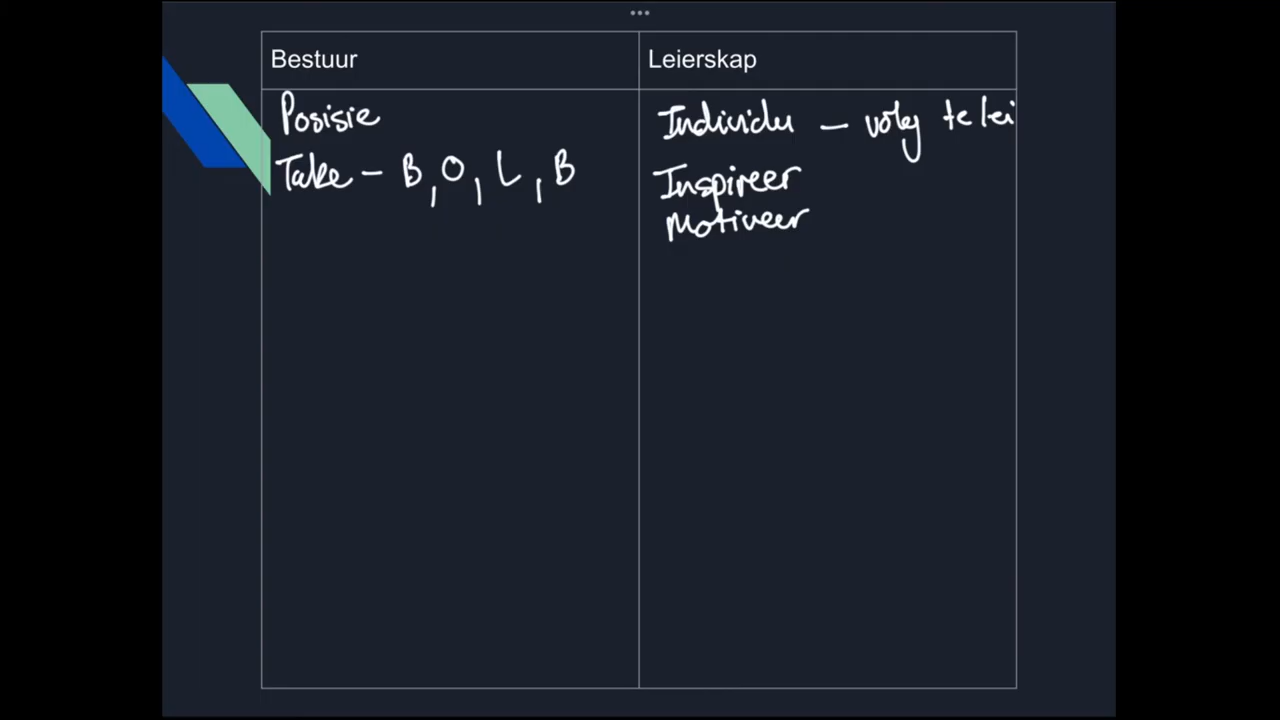 Bestuur
Leierskap
Posisie
Take - B, O, L, B
Individu - volg te lei
Inspireer
Motiveer